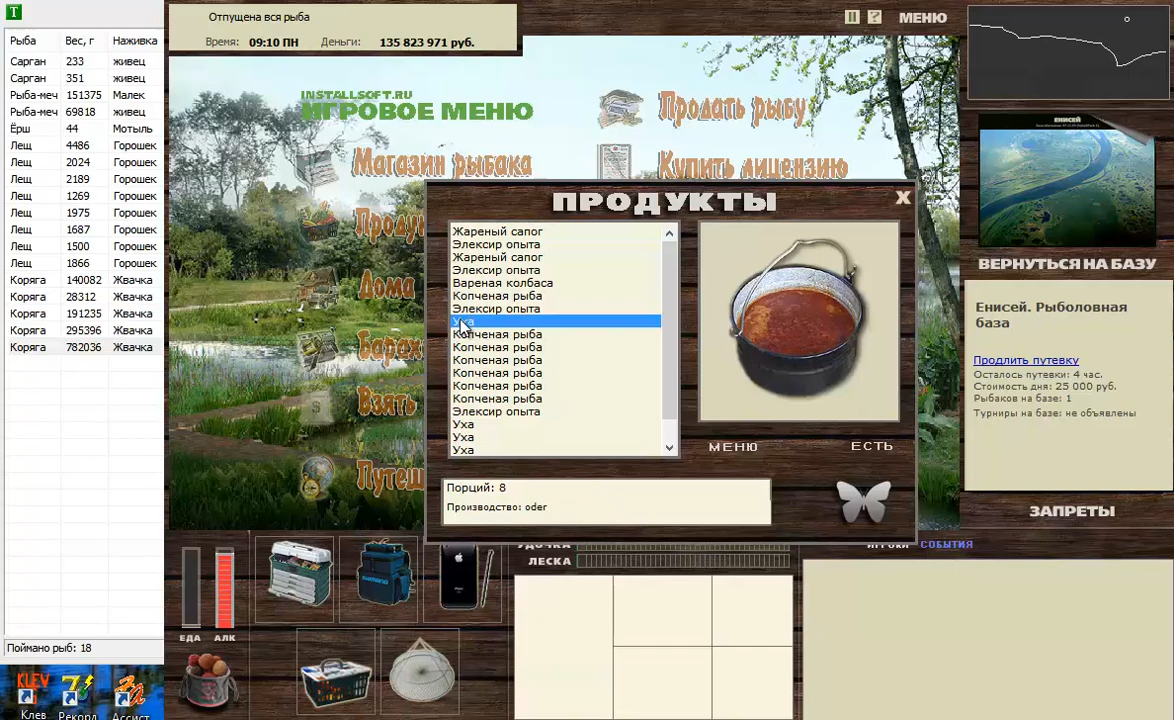 Рыба Вес, г Наживка
Сарган 233 живец
Сарган 351 живец
Рыба-меч 151375 Малек
Рыба-меч 69818 живец
Ёрш 44 Мотыль
Лещ 4486 Горошек
Лещ 2024 Горошек
Лещ 2189 Горошек
Лещ 1269 Горошек
Лещ 1975 Горошек
Лещ 1687 Горошек
Лещ 1500 Горошек
Лещ 1866 Горошек
Коряга 140082 Жвачка
Коряга 28312 Жвачка
Коряга 191235 Жвачка
Коряга 295396 Жвачка
Коряга 782036 Жвачка
Поймано рыб: 18
KLEV
Клев Рекорд Ассист...
Отпущена вся рыба
Время: 09:10 ПН Деньги: 135 823 971 руб.
МЕНЮ
INSTALLSOFT.RU
ИГРОВОЕ МЕНЮ
Продать рыбу
Магазин рыбака
Купить лицензию
Дома
Взять
ПРОДУКТЫ
X
Жареный сапог
Элексир опыта
Жареный сапог
Элексир опыта
Вареная колбаса
Копченая рыба
Элексир опыта
Уха
Копченая рыба
Копченая рыба
Копченая рыба
Копченая рыба
Копченая рыба
Копченая рыба
Элексир опыта
Уха
Уха
Уха
МЕНЮ ЕСТЬ
Порций: 8
Производство: oder
ЕНИСЕЙ
ВЕРНУТЬСЯ НА БАЗУ
Енисей. Рыболовная
база
Продлить путевку
Осталось путевки: 4 час.
Стоимость дня: 25 000 руб.
Рыбаков на базе: 1
Турниры на базе: не объявлены
ЗАПРЕТЫ
УДОЧКА
ЛЕСКА
ИГРОКИ СОБЫТИЯ
ЕДА АЛК
SHIMANO